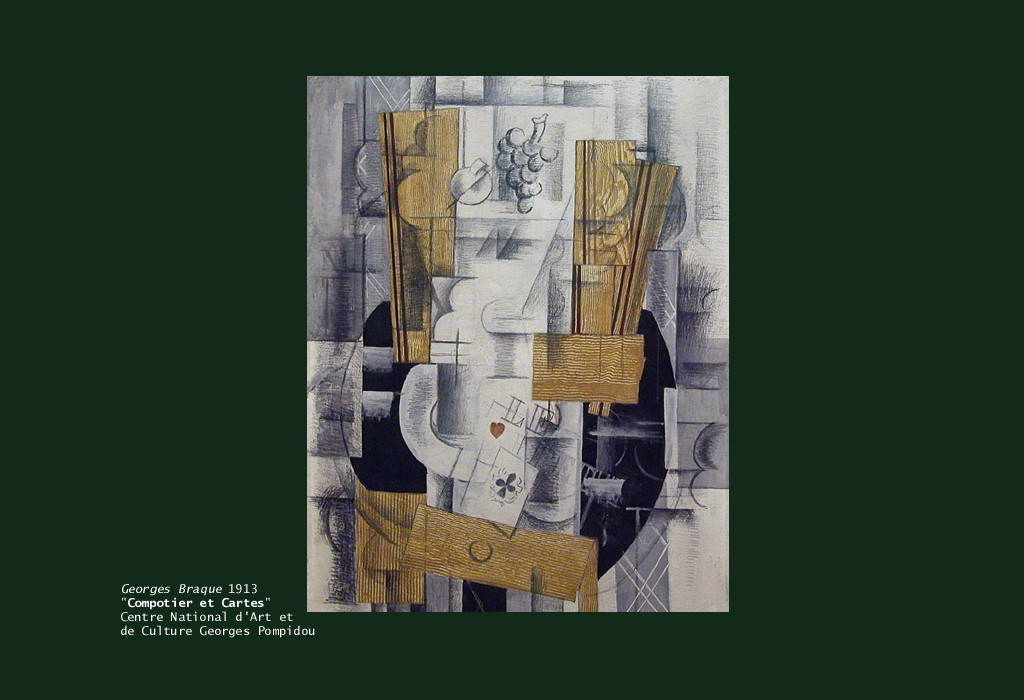 Georges Braque 1913
"Compotier et Cartes"
Centre National d'Art et
de Culture Georges Pompidou